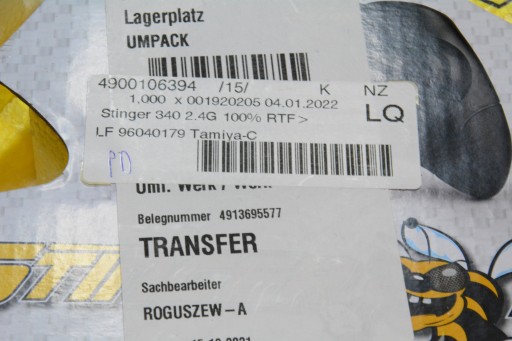 Lagerplatz
UMPACK
4900106394 /15/ K NZ
1,000 x 001920205 04.01.2022
Stinger 340 2.4G 100% RTF> LQ
LF 96040179 Tamiya-C
PD
Uml. Werk /
Belegnummer 4913695577
TRANSFER
Sachbearbeiter
ROGUSZEW-A